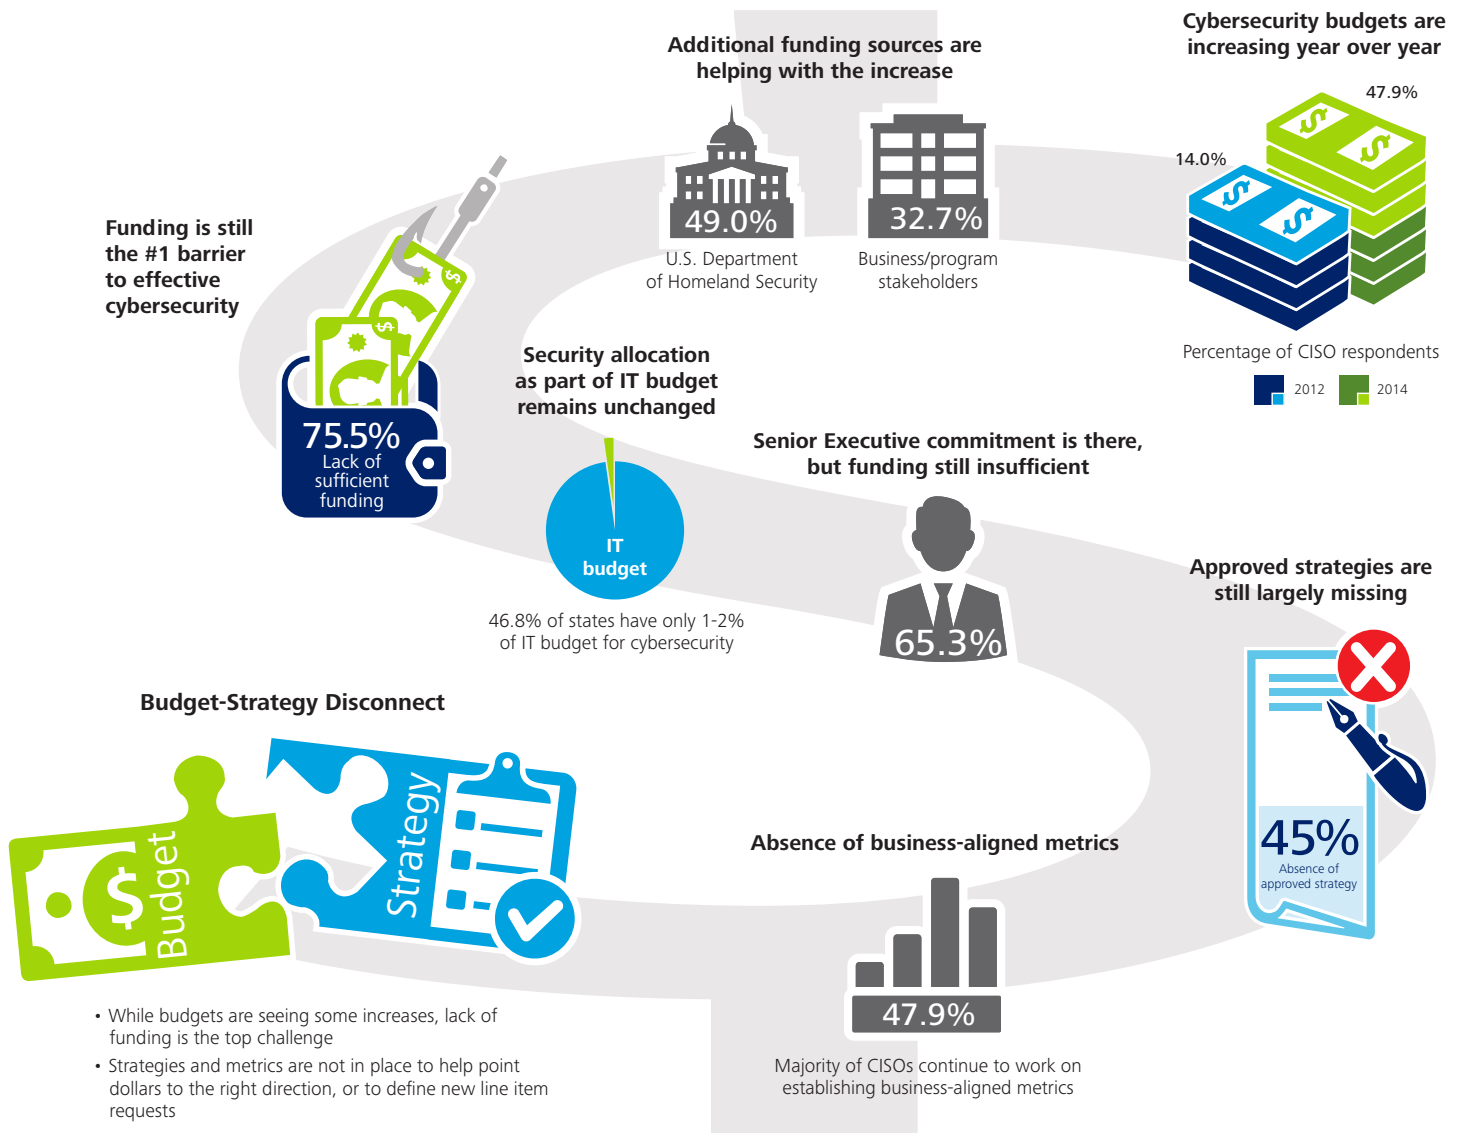 Cybersecurity budgets are
increasing year over year
47.9%
14.0%
Percentage of CISO respondents
2012
2014
Additional funding sources are
helping with the increase
49.0%
U.S. Department
of Homeland Security
32.7%
Business/program
stakeholders
Funding is still
the #1 barrier
to effective
cybersecurity
$
$
75.5%
Lack of
sufficient
funding
Security allocation
as part of IT budget
remains unchanged
IT
budget
46.8% of states have only 1-2%
of IT budget for cybersecurity
Senior Executive commitment is there,
but funding still insufficient
65.3%
Approved strategies are
still largely missing
45%
Absence of
approved strategy
Absence of business-aligned metrics
47.9%
Majority of CISOs continue to work on
establishing business-aligned metrics
Budget-Strategy Disconnect
$
Budget
Strategy
• While budgets are seeing some increases, lack of
funding is the top challenge
• Strategies and metrics are not in place to help point
dollars to the right direction, or to define new line item
requests